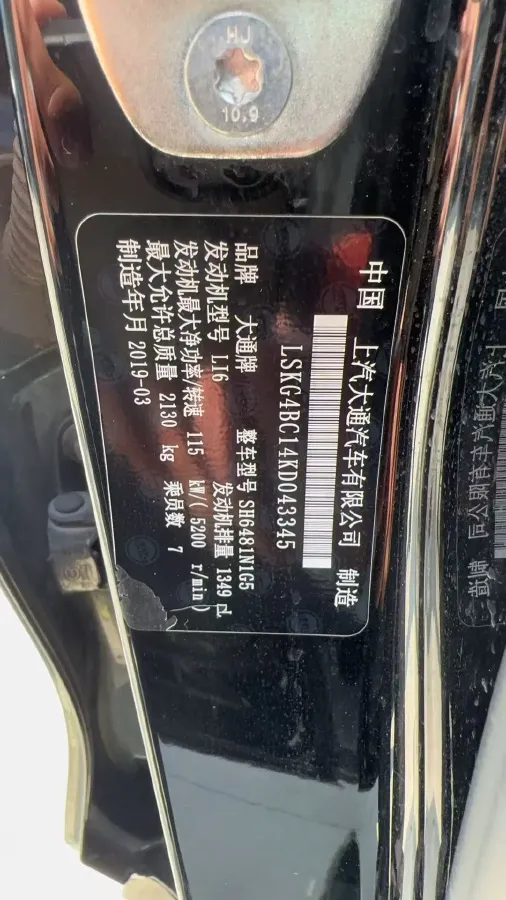 HJ
10.9
中国 上汽大通汽车有限公司 制造
LSKG4BC14KD043345
品牌 大通牌 整车型号 SH6481N1G5
发动机型号 LI6 发动机排量 1349 mL
发动机最大净功率/转速 115 kW/( 5200 r/min )
最大允许总质量 2130 kg 乘员数 7
制造年月 2019-03